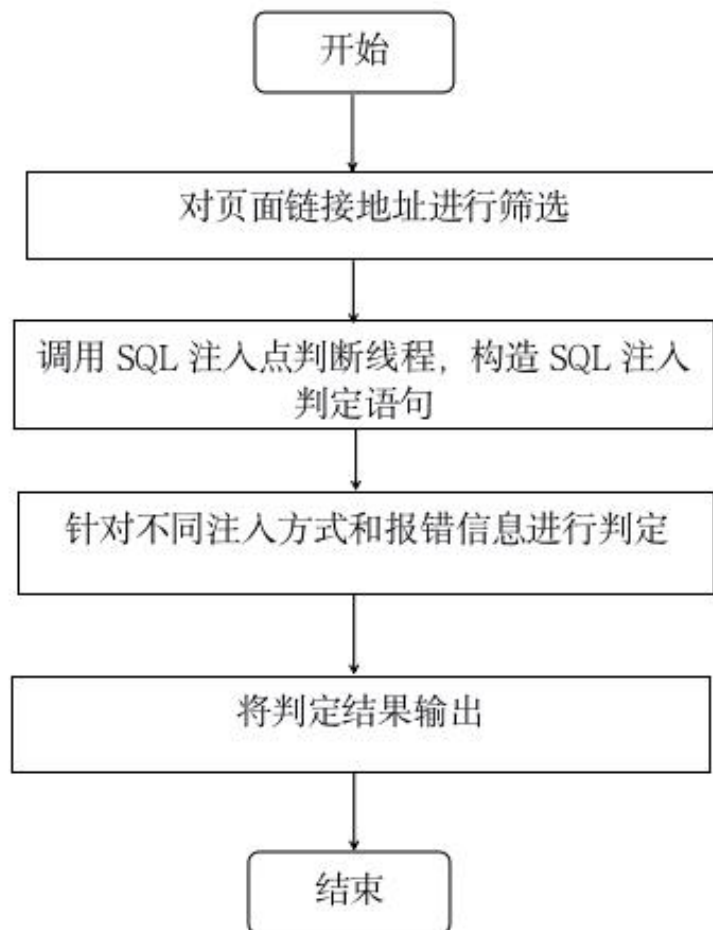 开始
对页面链接地址进行筛选
调用 SQL 注入点判断线程，构造 SQL 注入
判定语句
针对不同注入方式和报错信息进行判定
将判定结果输出
结束